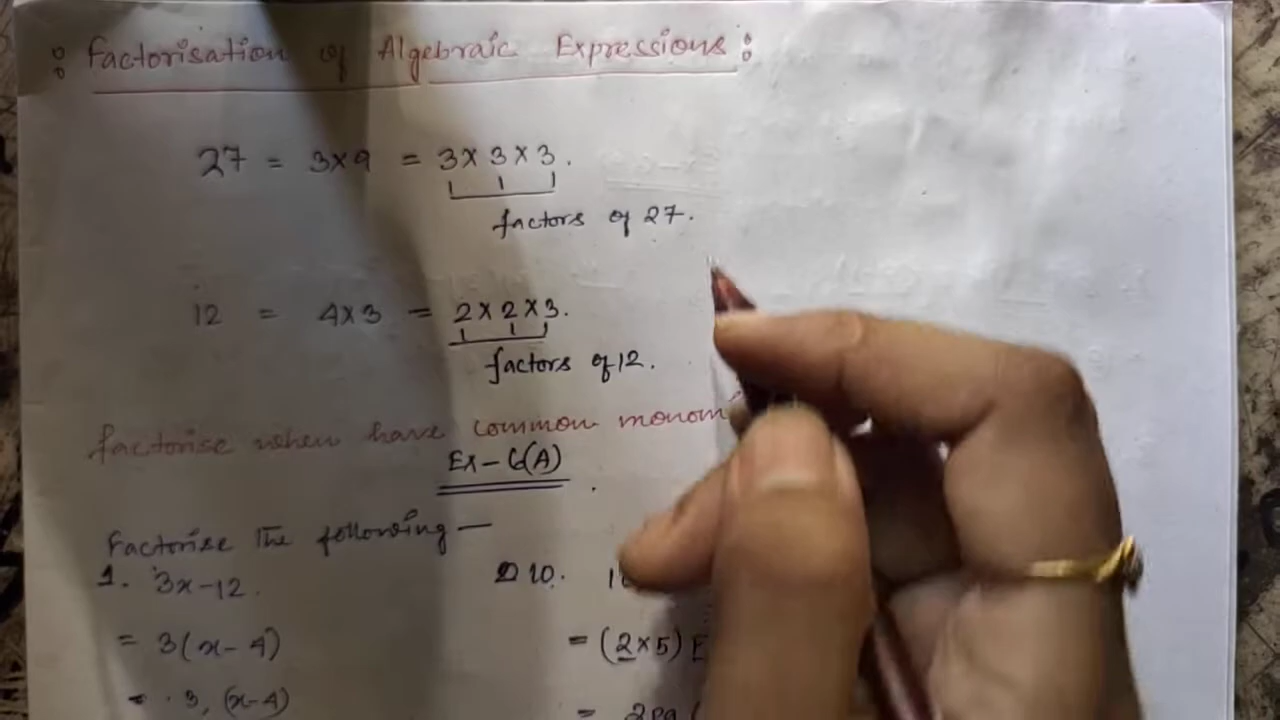 : Factorisation of Algebraic Expressions :
27 = 3×9 = 3×3×3.
factors of 27.
12 = 4×3 = 2×2×3.
factors of 12.
factorise when have common
Ex-6(A)
Factorise The following —
1. 3x-12.
= 3(x-4)
= 3, (x-4)
10.
= (2×5)
= 2pq (